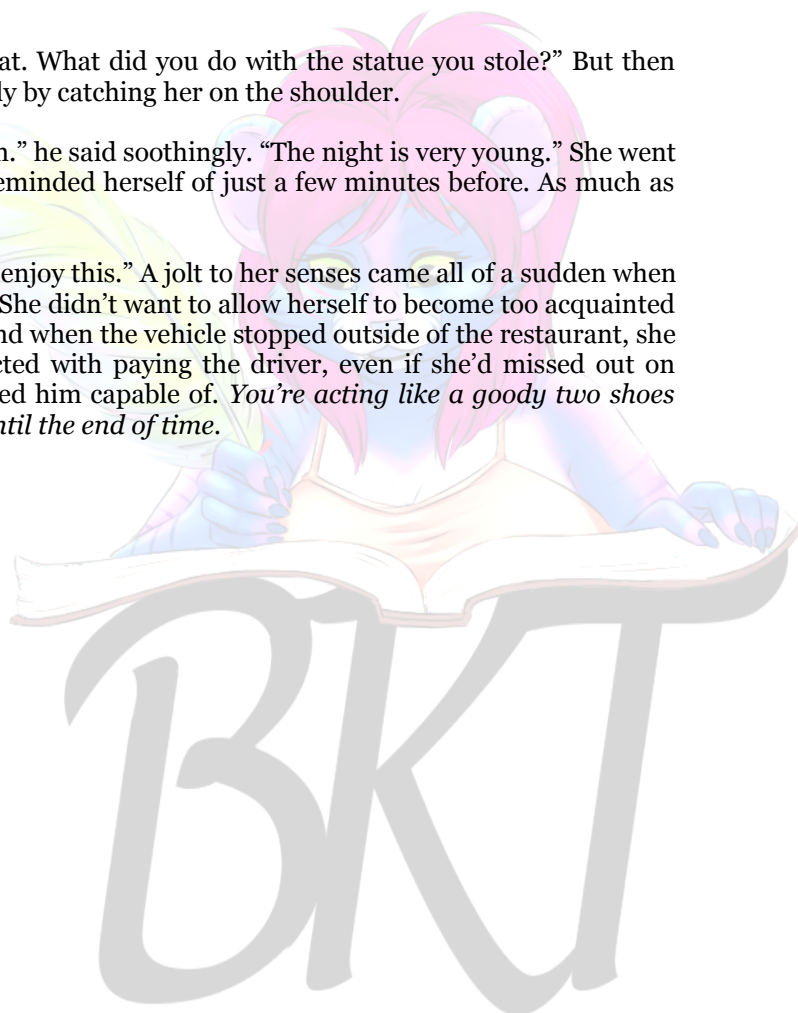 at. What did you do with the statue you stole?” But then
ly by catching her on the shoulder.
n.” he said soothingly. “The night is very young.” She went
eminded herself of just a few minutes before. As much as
enjoy this.” A jolt to her senses came all of a sudden when
She didn’t want to allow herself to become too acquainted
nd when the vehicle stopped outside of the restaurant, she
cted with paying the driver, even if she’d missed out on
ed him capable of. You’re acting like a goody two shoes
ntil the end of time.
BKT